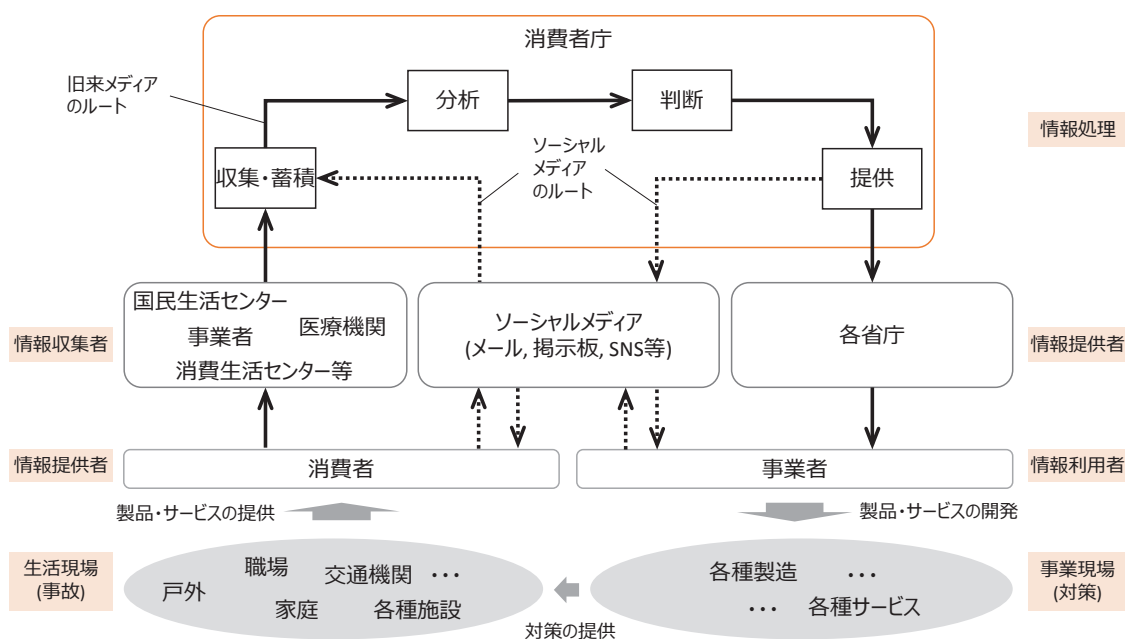 消費者庁
旧来メディア
のルート
分析
判断
情報処理
ソーシャル
メディア
のルート
収集・蓄積
提供
国民生活センター
事業者
医療機関
消費生活センター等
ソーシャルメディア
(メール, 掲示板, SNS等)
各省庁
情報収集者
情報提供者
情報提供者
消費者
事業者
情報利用者
製品・サービスの提供
製品・サービスの開発
生活現場
(事故)
戸外
職場
交通機関 ・・・
家庭
各種施設
各種製造 ・・・
・・・ 各種サービス
事業現場
(対策)
対策の提供